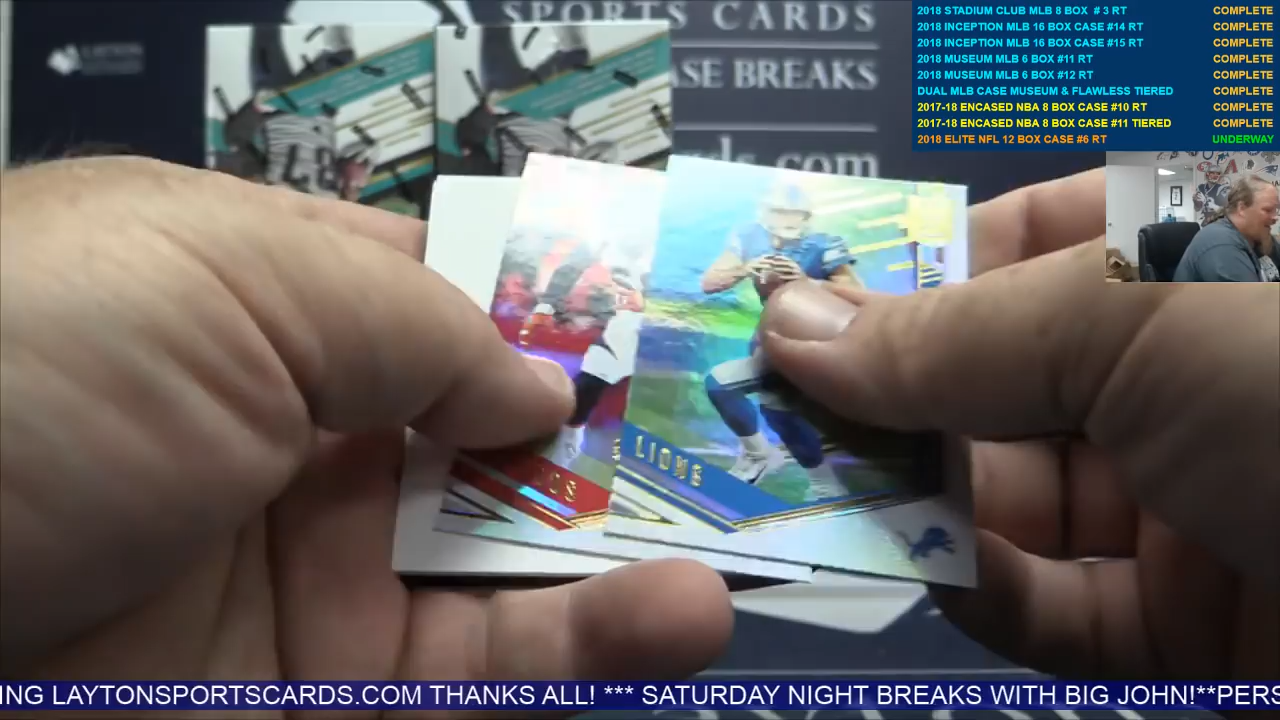 SPORTS CARDS
ASE BREAKS
rds.com
2018 STADIUM CLUB MLB 8 BOX # 3 RT COMPLETE
2018 INCEPTION MLB 16 BOX CASE #14 RT COMPLETE
2018 INCEPTION MLB 16 BOX CASE #15 RT COMPLETE
2018 MUSEUM MLB 6 BOX #11 RT COMPLETE
2018 MUSEUM MLB 6 BOX #12 RT COMPLETE
DUAL MLB CASE MUSEUM & FLAWLESS TIERED COMPLETE
2017-18 ENCASED NBA 8 BOX CASE #10 RT COMPLETE
2017-18 ENCASED NBA 8 BOX CASE #11 TIERED COMPLETE
2018 ELITE NFL 12 BOX CASE #6 RT UNDERWAY
LIONS
ING LAYTONSPORTSCARDS.COM THANKS ALL! *** SATURDAY NIGHT BREAKS WITH BIG JOHN!**PERS